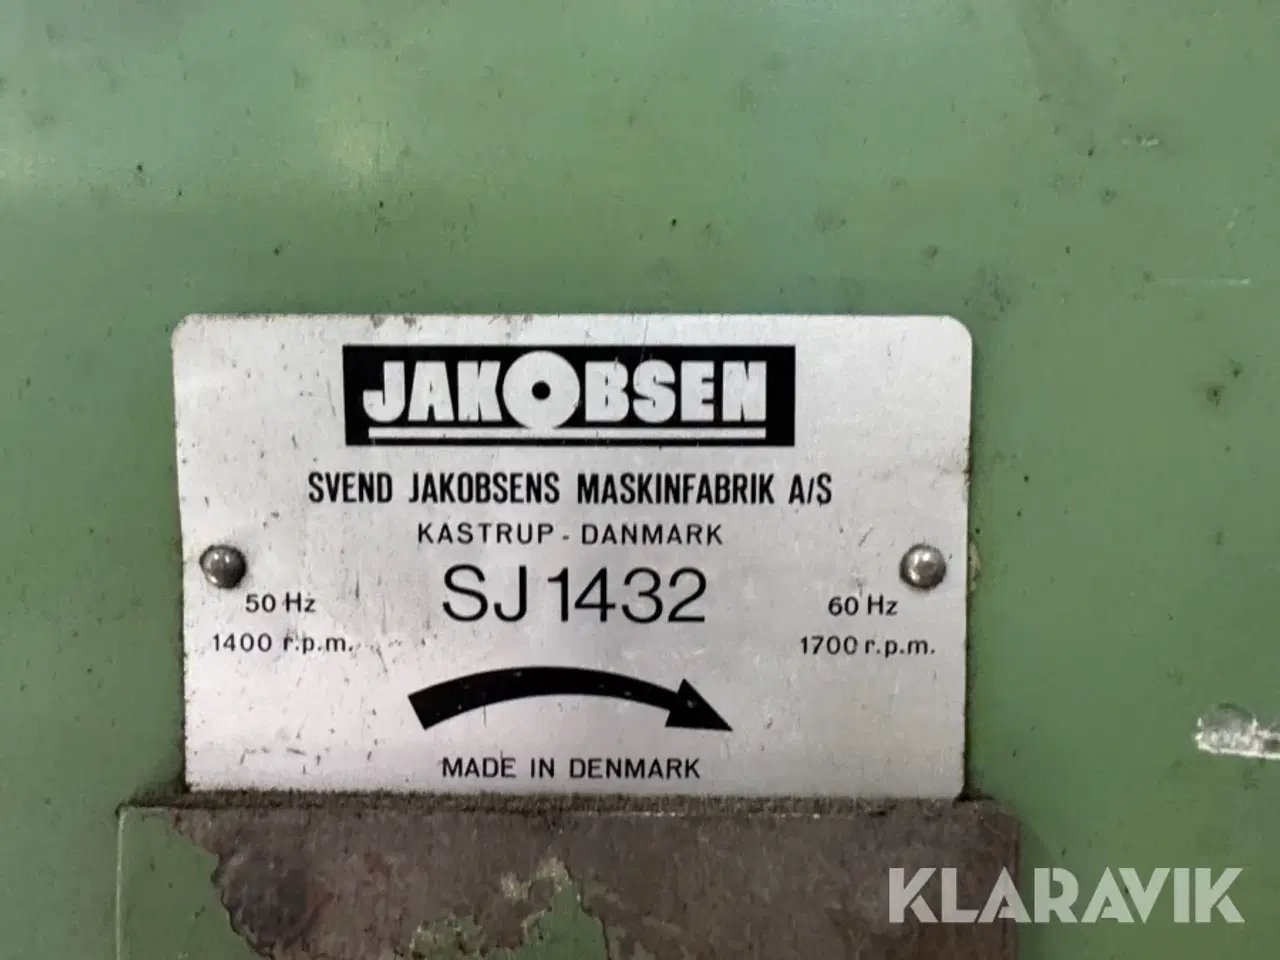 JAKOBSEN
SVEND JAKOBSENS MASKINFABRIK A/S
KASTRUP - DANMARK
SJ 1432
50 Hz
1400 r.p.m.
60 Hz
1700 r.p.m.
MADE IN DENMARK
KLARAVIK